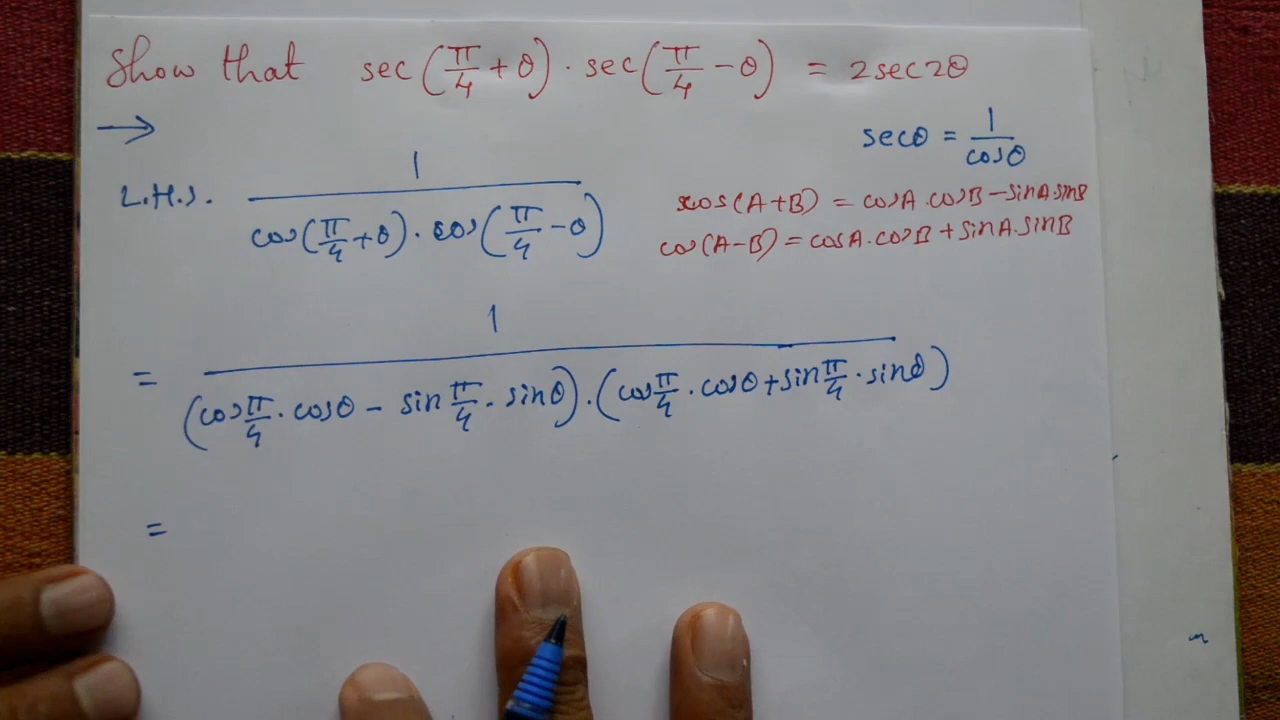 Show that sec(π/4 + θ) · sec(π/4 − θ) = 2sec2θ
→
secθ = 1/cosθ
L.H.S. 1/(cos(π/4 + θ) · cos(π/4 − θ))
cos(A+B) = cosA.cosB − sinA.sinB
cos(A−B) = cosA.cosB + sinA.sinB
= 1/((cosπ/4 · cosθ − sinπ/4 · sinθ) · (cosπ/4 · cosθ + sinπ/4 · sinθ))
=